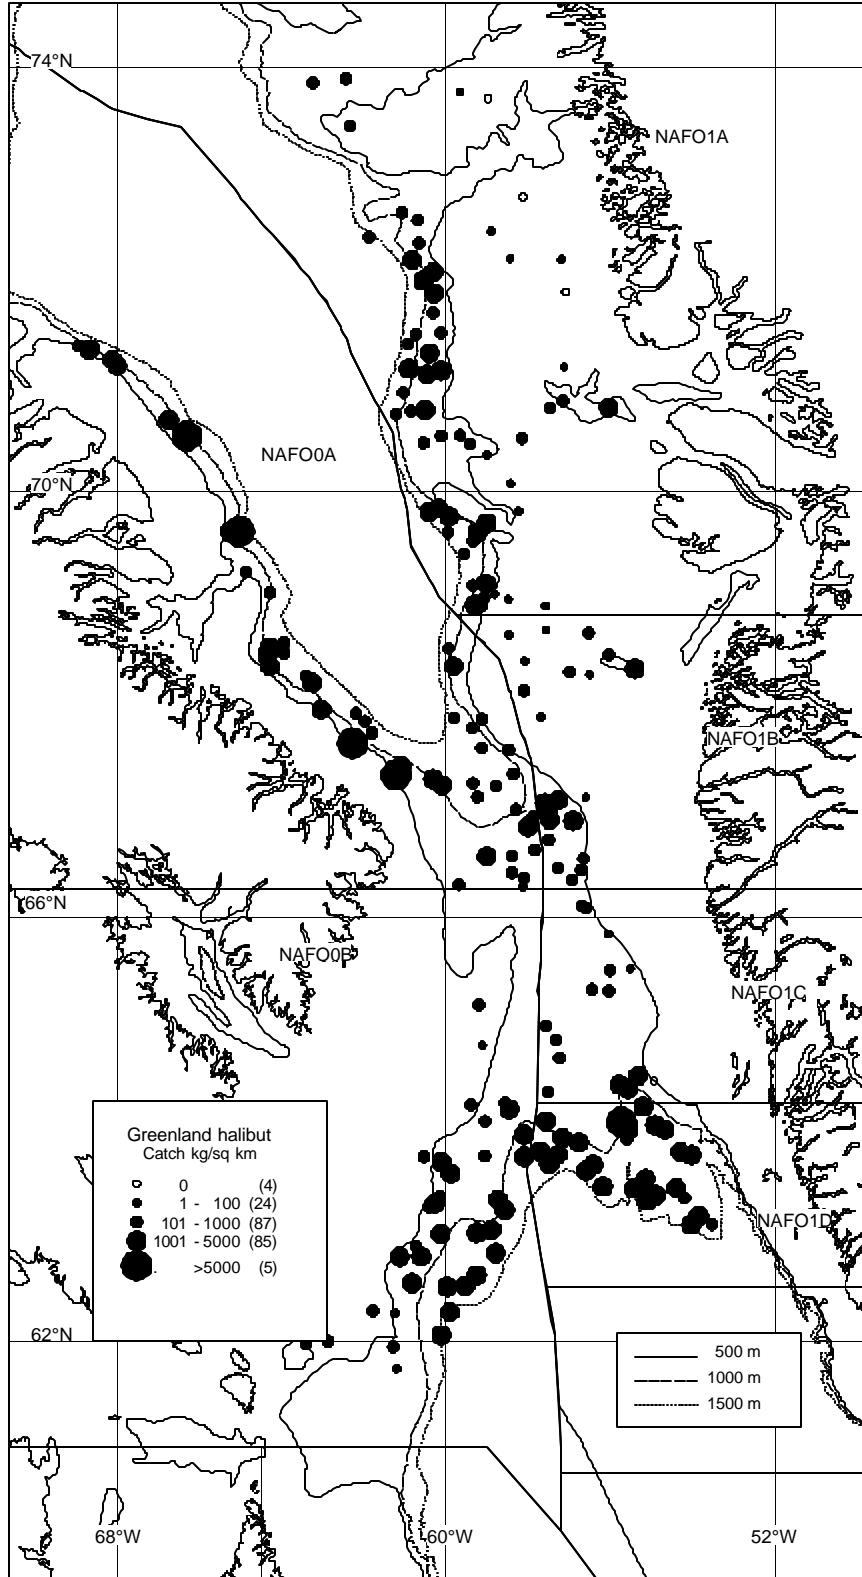 74°N
NAFO1A
NAFO0A
70°N
NAFO1B
66°N
NAFO0B
NAFO1C
Greenland halibut
Catch kg/sq km
0 (4)
1 - 100 (24)
101 - 1000 (87)
1001 - 5000 (85)
. >5000 (5)
NAFO1D
62°N
500 m
1000 m
1500 m
68°W
60°W
52°W